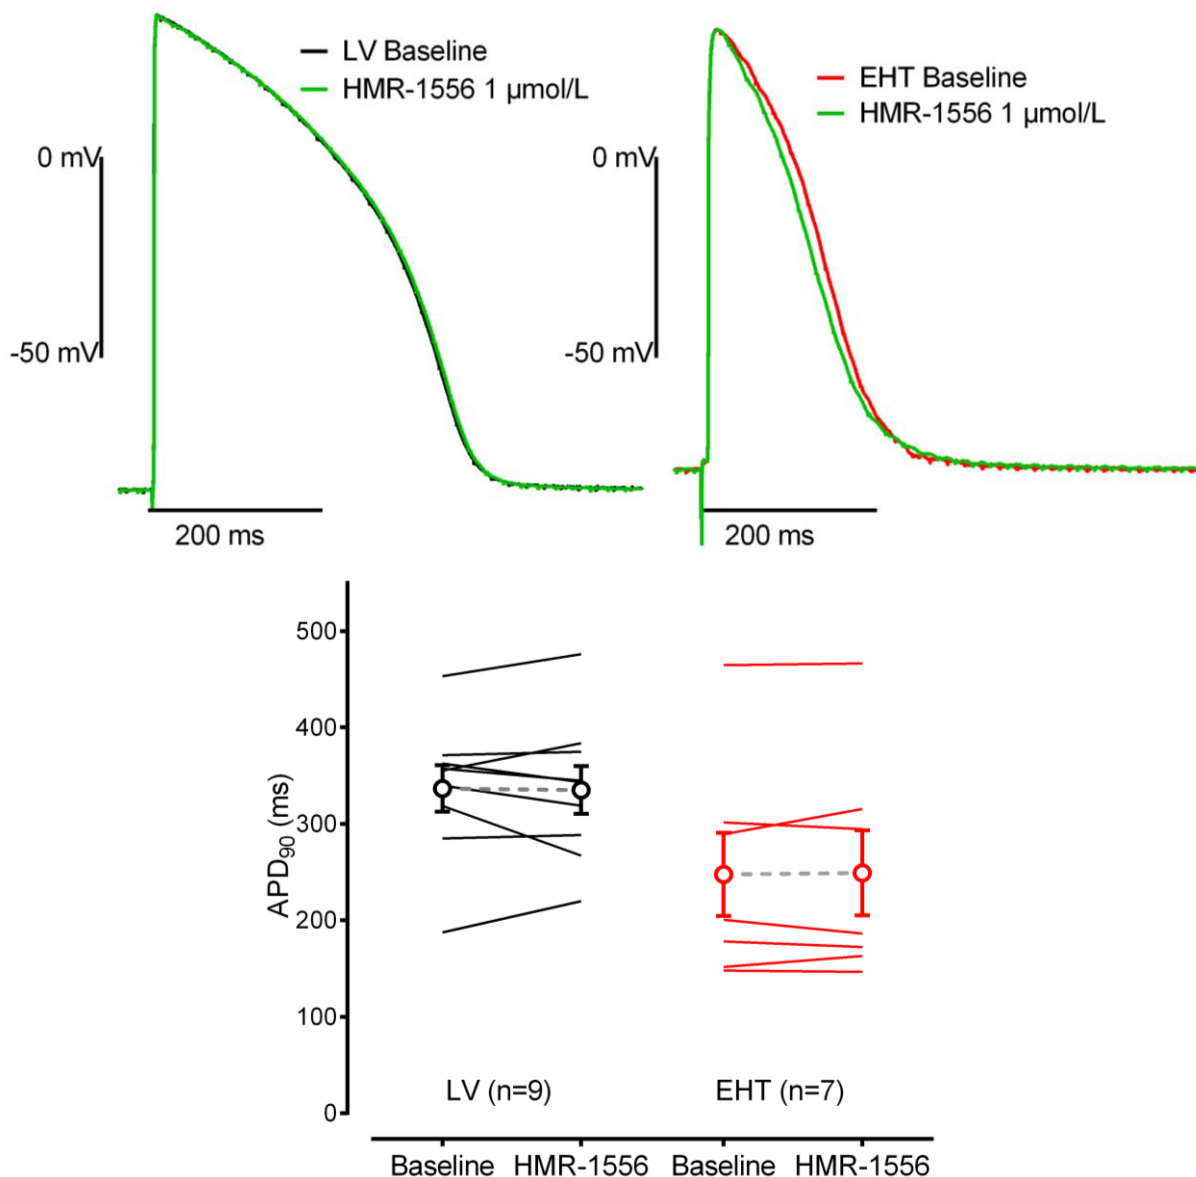 LV Baseline
HMR-1556 1 µmol/L
0 mV
-50 mV
200 ms
EHT Baseline
HMR-1556 1 µmol/L
0 mV
-50 mV
200 ms
APD90 (ms)
500
400
300
200
100
0
LV (n=9)
EHT (n=7)
Baseline HMR-1556 Baseline HMR-1556